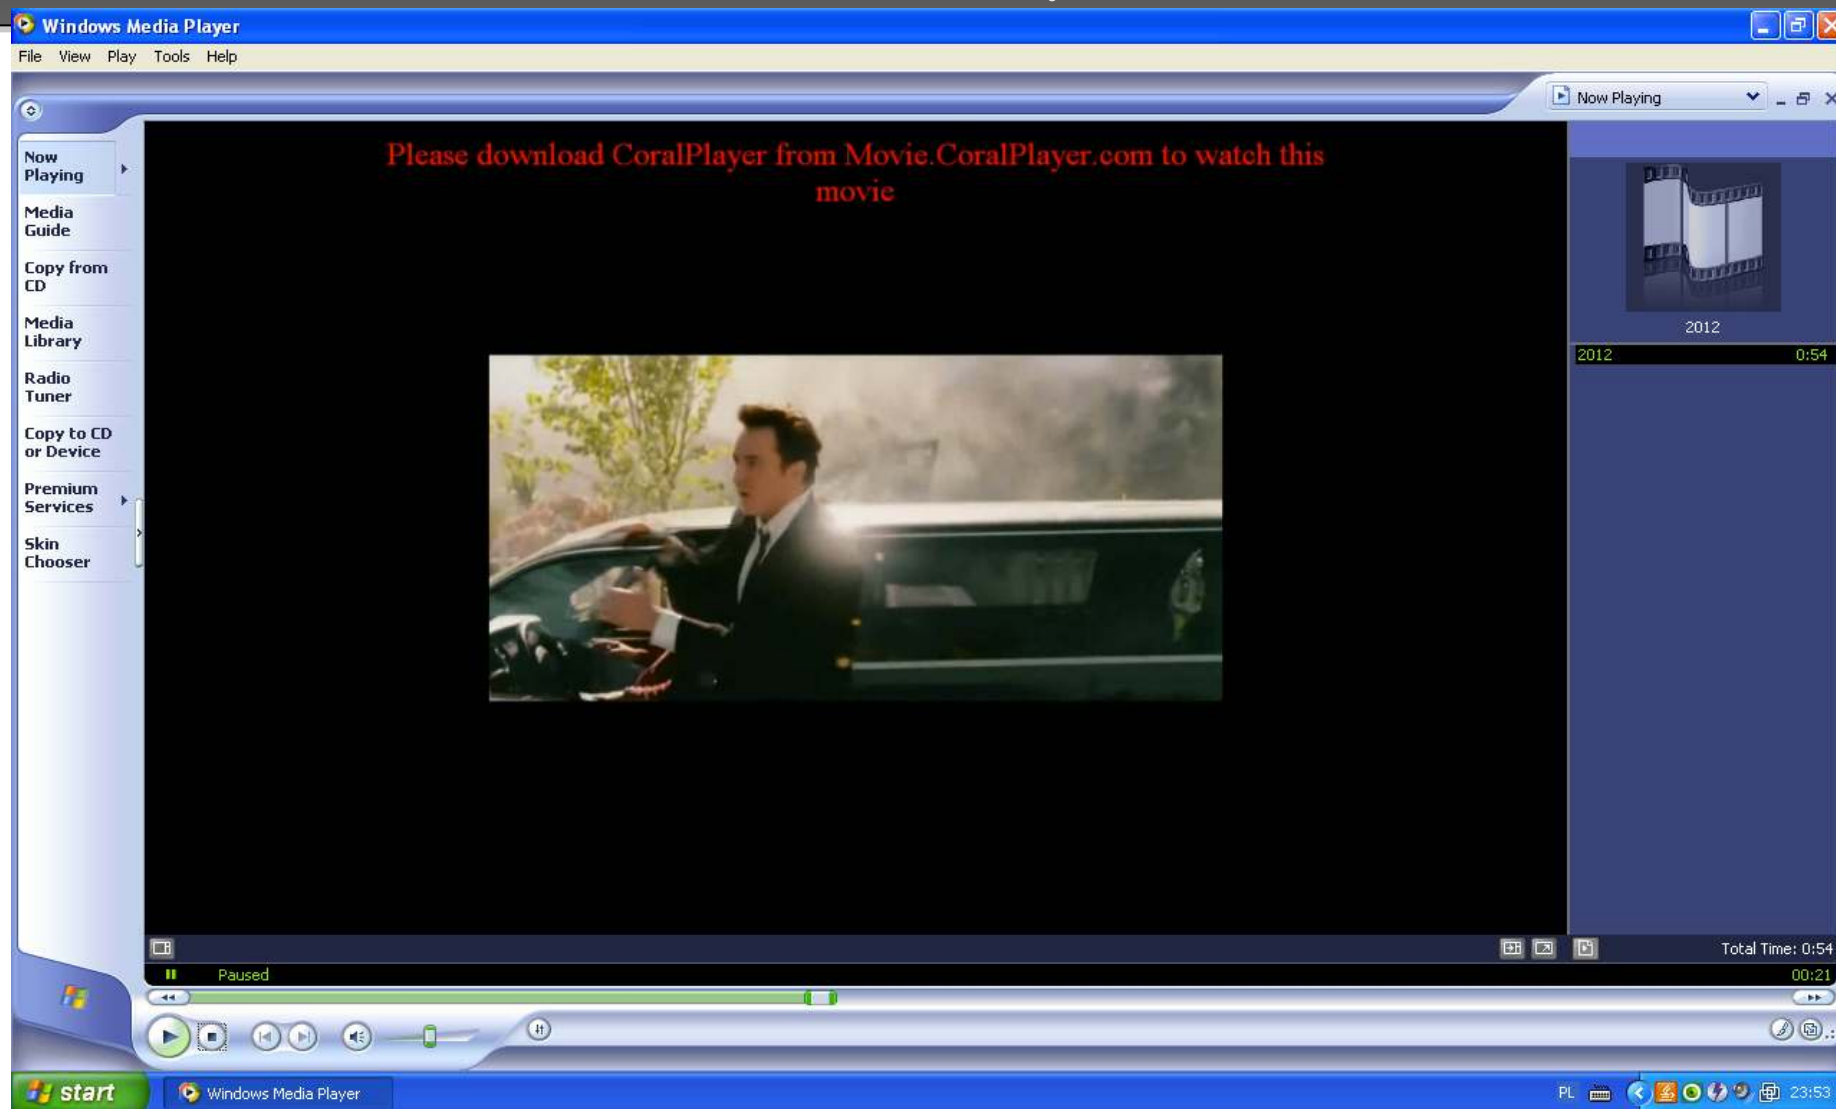 Windows Media Player
File View Play Tools Help
Now Playing
Now
Playing
Media
Guide
Copy from
CD
Media
Library
Radio
Tuner
Copy to CD
or Device
Premium
Services
Skin
Chooser
Please download CoralPlayer from Movie.CoralPlayer.com to watch this
movie
2012
2012 0:54
Total Time: 0:54
Paused 00:21
start Windows Media Player PL 23:53